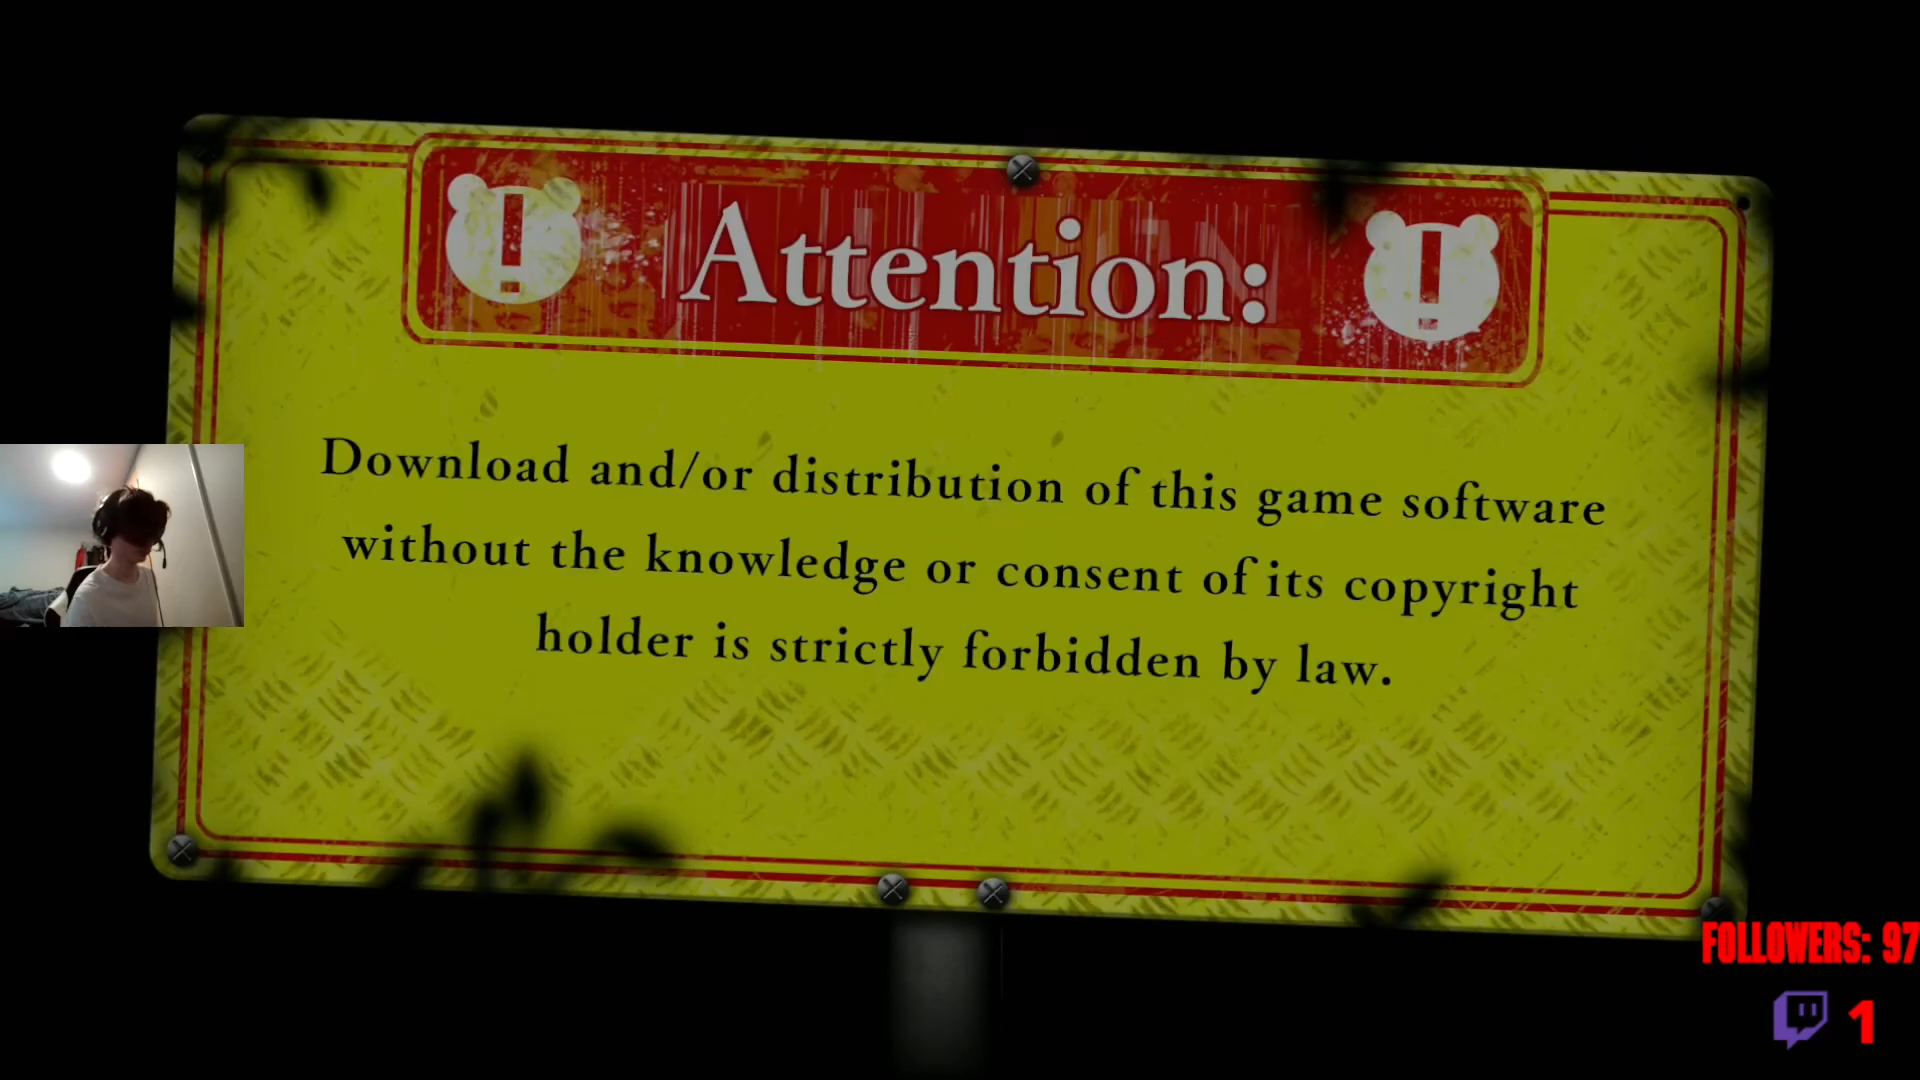 Attention:
Download and/or distribution of this game software
without the knowledge or consent of its copyright
holder is strictly forbidden by law.
FOLLOWERS: 97
1